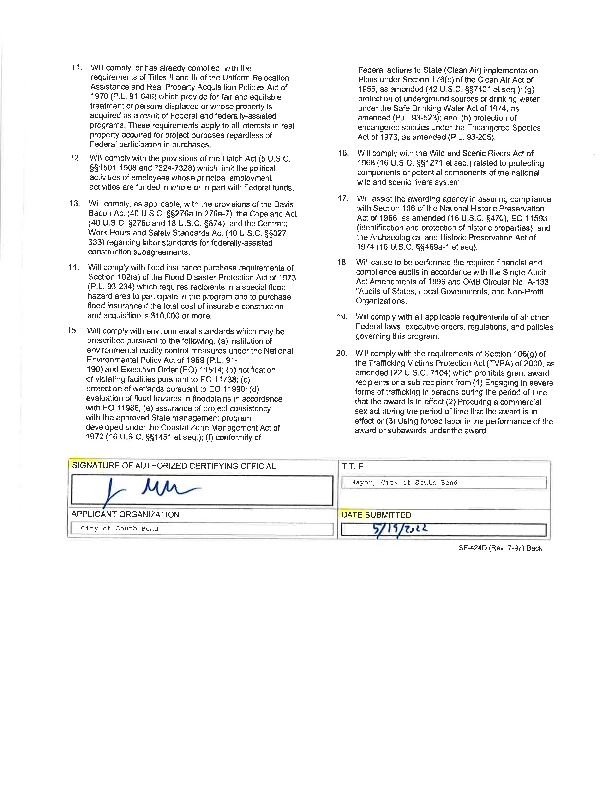 11. Will comply, or has already complied, with the
requirements of Titles II and III of the Uniform Relocation
Assistance and Real Property Acquisition Policies Act of
1970 (P.L. 91-646) which provide for fair and equitable
treatment of persons displaced or whose property is
acquired as a result of Federal and federally-assisted
programs. These requirements apply to all interests in real
property acquired for project purposes regardless of
Federal participation in purchases.
12. Will comply with the provisions of the Hatch Act (5 U.S.C.
§§1501-1508 and 7324-7328) which limit the political
activities of employees whose principal employment
activities are funded in whole or in part with Federal funds.
13. Will comply, as applicable, with the provisions of the Davis-
Bacon Act (40 U.S.C. §§276a to 276a-7), the Copeland Act
(40 U.S.C. §276c and 18 U.S.C. §874), and the Contract
Work Hours and Safety Standards Act (40 U.S.C. §§327-
333) regarding labor standards for federally-assisted
construction subagreements.
14. Will comply with flood insurance purchase requirements of
Section 102(a) of the Flood Disaster Protection Act of 1973
(P.L. 93-234) which requires recipients in a special flood
hazard area to participate in the program and to purchase
flood insurance if the total cost of insurable construction
and acquisition is $10,000 or more.
15. Will comply with environmental standards which may be
prescribed pursuant to the following: (a) institution of
environmental quality control measures under the National
Environmental Policy Act of 1969 (P.L. 91-
190) and Executive Order (EO) 11514; (b) notification
of violating facilities pursuant to EO 11738; (c)
protection of wetlands pursuant to EO 11990; (d)
evaluation of flood hazards in floodplains in accordance
with EO 11988; (e) assurance of project consistency
with the approved State management program
developed under the Coastal Zone Management Act of
1972 (16 U.S.C. §§1451 et seq.); (f) conformity of
Federal actions to State (Clean Air) Implementation
Plans under Section 176(c) of the Clean Air Act of
1955, as amended (42 U.S.C. §§7401 et seq.); (g)
protection of underground sources of drinking water
under the Safe Drinking Water Act of 1974, as
amended (P.L. 93-523); and, (h) protection of
endangered species under the Endangered Species
Act of 1973, as amended (P.L. 93-205).
16. Will comply with the Wild and Scenic Rivers Act of
1968 (16 U.S.C. §§1271 et seq.) related to protecting
components or potential components of the national
wild and scenic rivers system
17. Will assist the awarding agency in assuring compliance
with Section 106 of the National Historic Preservation
Act of 1966, as amended (16 U.S.C. §470), EO 11593
(identification and protection of historic properties), and
the Archaeological and Historic Preservation Act of
1974 (16 U.S.C. §§469a-1 et seq).
18. Will cause to be performed the required financial and
compliance audits in accordance with the Single Audit
Act Amendments of 1996 and OMB Circular No. A-133
"Audits of States, Local Governments, and Non-Profit
Organizations.
19. Will comply with all applicable requirements of all other
Federal laws, executive orders, regulations, and policies
governing this program.
20. Will comply with the requirements of Section 106(g) of
the Trafficking Victims Protection Act (TVPA) of 2000, as
amended (22 U.S.C. 7104) which prohibits grant award
recipients or a sub-recipient from (1) Engaging in severe
forms of trafficking in persons during the period of time
that the award is in effect (2) Procuring a commercial
sex act during the period of time that the award is in
effect or (3) Using forced labor in the performance of the
award or subawards under the award
SIGNATURE OF AUTHORIZED CERTIFYING OFFICIAL
TITLE
Mayor, City of South Bend
APPLICANT ORGANIZATION
DATE SUBMITTED
City of South Bend
5/19/2022
SF-424D (Rev. 7-97) Back